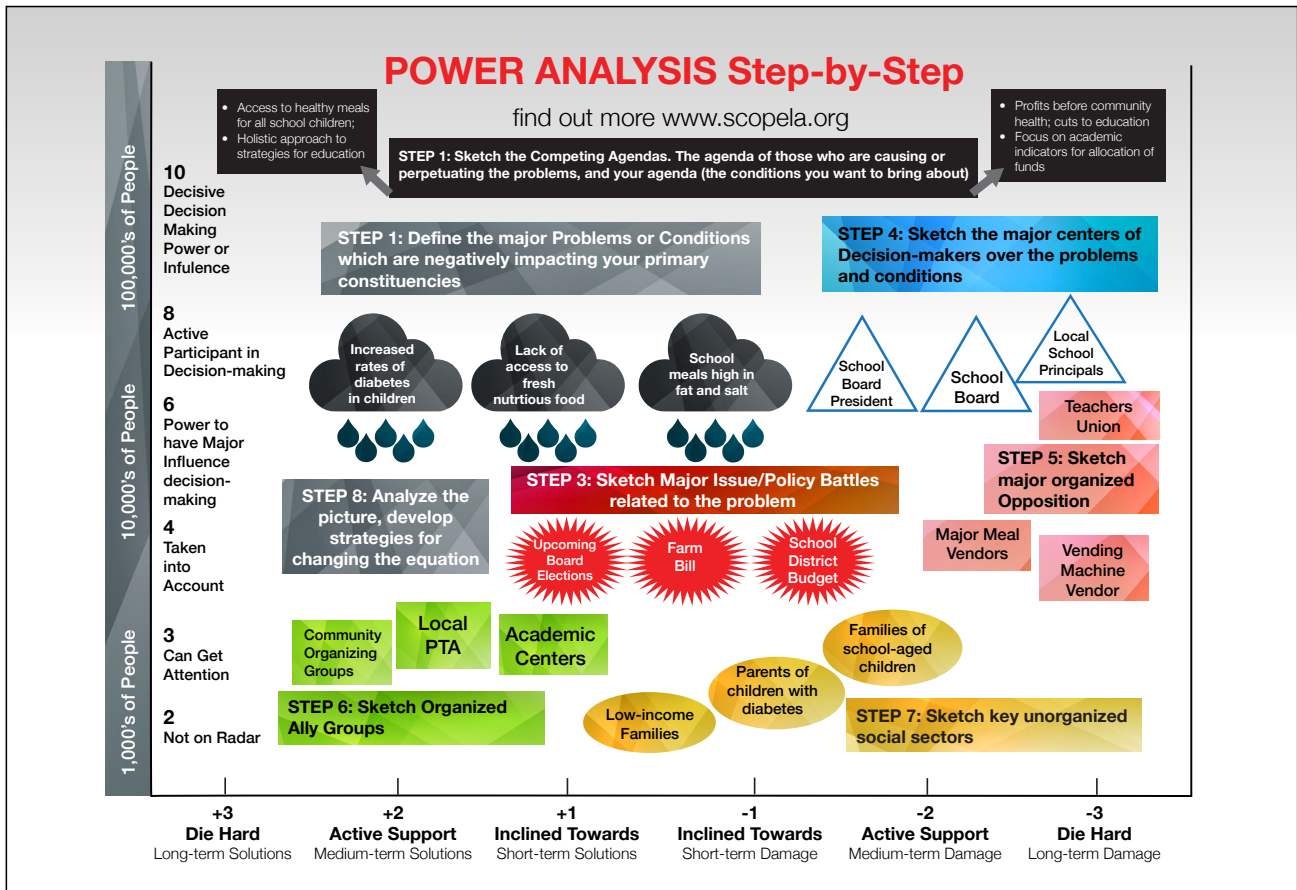 POWER ANALYSIS Step-by-Step
find out more www.scopela.org
• Access to healthy meals
for all school children;
• Holistic approach to
strategies for education
• Profits before community
health; cuts to education
• Focus on academic
indicators for allocation of
funds
STEP 1: Sketch the Competing Agendas. The agenda of those who are causing or
perpetuating the problems, and your agenda (the conditions you want to bring about)
100,000's of People
10,000's of People
1,000's of People
10
Decisive
Decision
Making
Power or
Infulence
8
Active
Participant in
Decision-making
6
Power to
have Major
Influence
decision-
making
4
Taken
into
Account
3
Can Get
Attention
2
Not on Radar
STEP 1: Define the major Problems or Conditions
which are negatively impacting your primary
constituencies
STEP 4: Sketch the major centers of
Decision-makers over the problems
and conditions
Increased
rates of
diabetes
in children
Lack of
access to
fresh
nutrtious food
School
meals high in
fat and salt
School
Board
President
School
Board
Local
School
Principals
Teachers
Union
STEP 8: Analyze the
picture, develop
strategies for
changing the equation
STEP 3: Sketch Major Issue/Policy Battles
related to the problem
STEP 5: Sketch
major organized
Opposition
Upcoming
Board
Elections
Farm
Bill
School
District
Budget
Major Meal
Vendors
Vending
Machine
Vendor
Community
Organizing
Groups
Local
PTA
Academic
Centers
Families of
school-aged
children
Parents of
children with
diabetes
Low-income
Families
STEP 6: Sketch Organized
Ally Groups
STEP 7: Sketch key unorganized
social sectors
+3
Die Hard
Long-term Solutions
+2
Active Support
Medium-term Solutions
+1
Inclined Towards
Short-term Solutions
-1
Inclined Towards
Short-term Damage
-2
Active Support
Medium-term Damage
-3
Die Hard
Long-term Damage